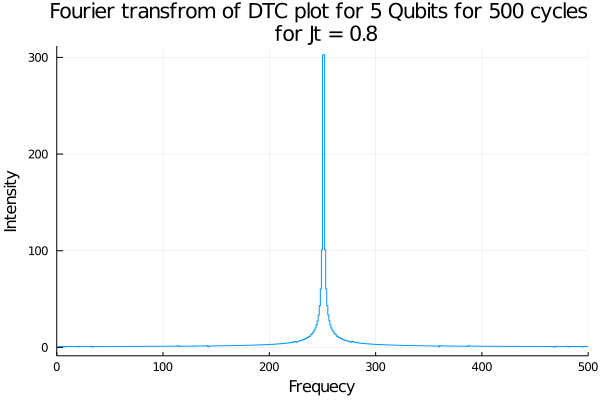 Fourier transfrom of DTC plot for 5 Qubits for 500 cycles
for Jt = 0.8
300
200
100
0
Intensity
0 100 200 300 400 500
Frequecy